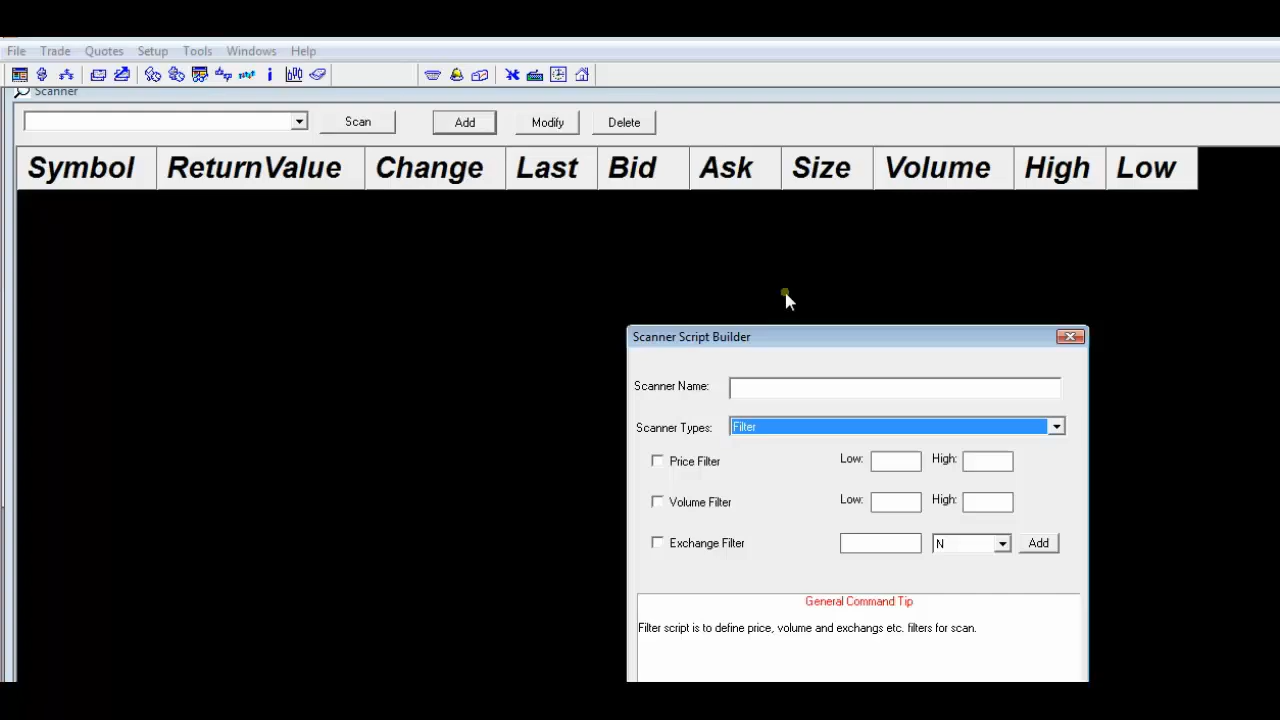 File Trade Quotes Setup Tools Windows Help
Scanner
Scan Add Modify Delete
Symbol ReturnValue Change Last Bid Ask Size Volume High Low
Scanner Script Builder
Scanner Name:
Scanner Types: Filter
Price Filter Low: High:
Volume Filter Low: High:
Exchange Filter N Add
General Command Tip
Filter script is to define price, volume and exchangs etc. filters for scan.